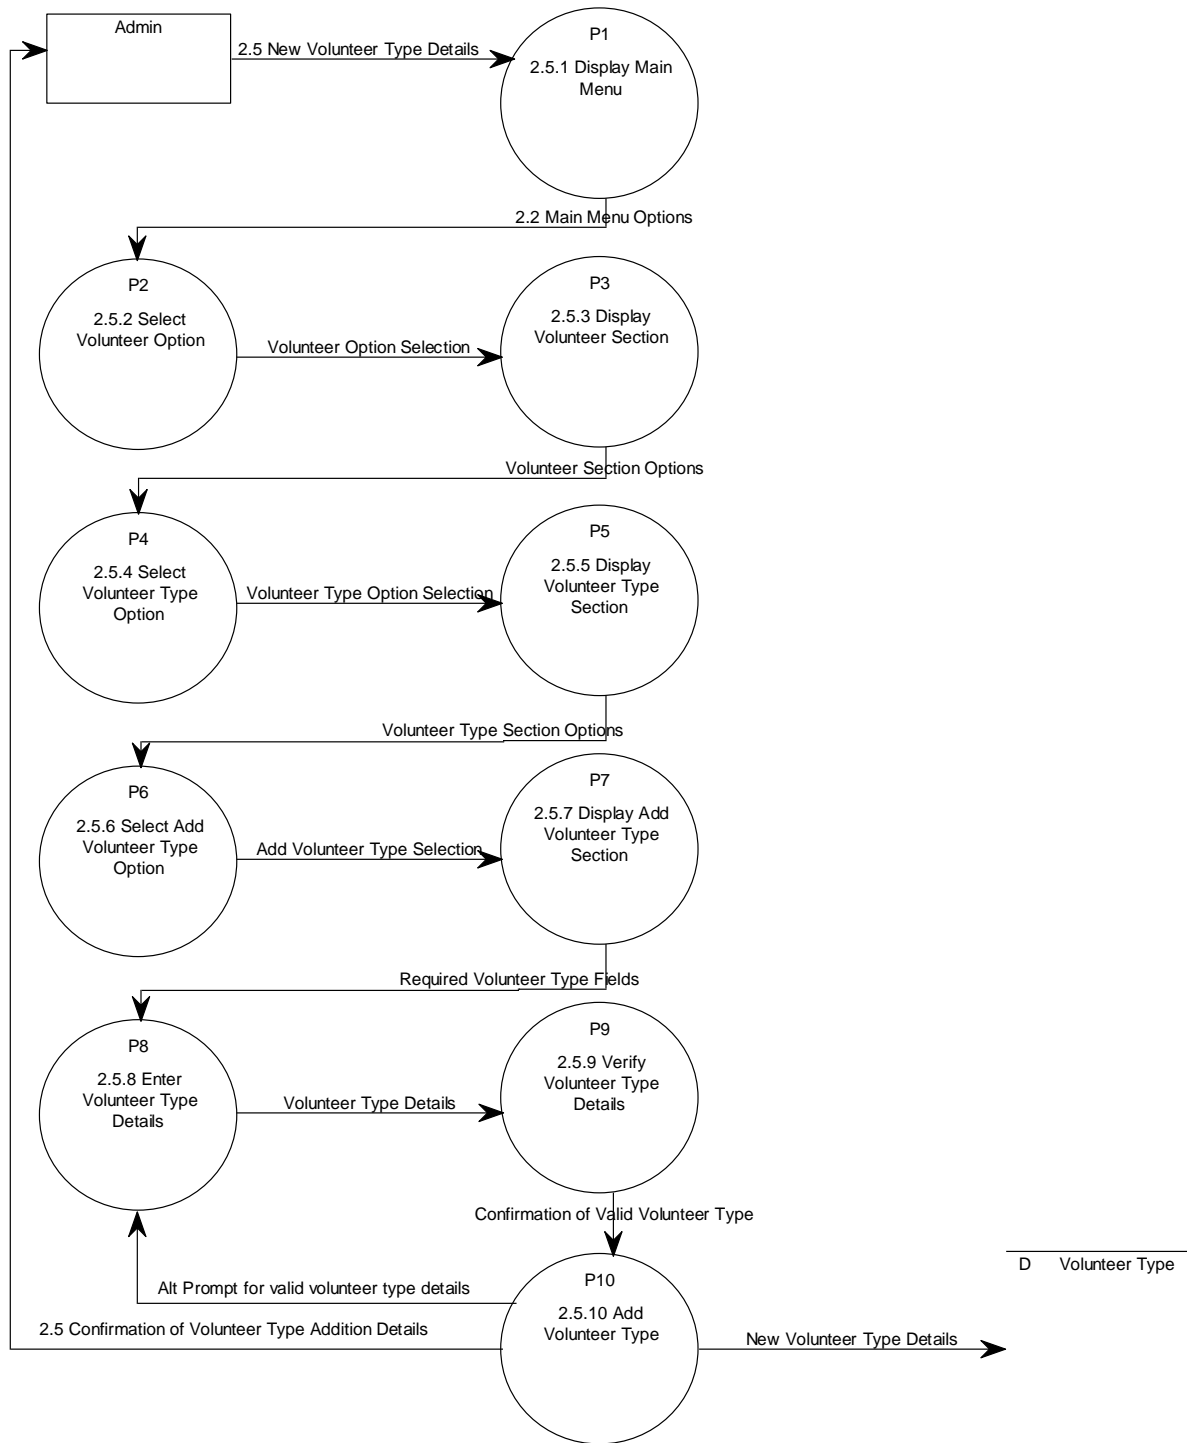 Admin
2.5 New Volunteer Type Details
P1
2.5.1 Display Main
Menu
2.2 Main Menu Options
P2
2.5.2 Select
Volunteer Option
Volunteer Option Selection
P3
2.5.3 Display
Volunteer Section
Volunteer Section Options
P4
2.5.4 Select
Volunteer Type
Option
Volunteer Type Option Selection
P5
2.5.5 Display
Volunteer Type
Section
Volunteer Type Section Options
P6
2.5.6 Select Add
Volunteer Type
Option
Add Volunteer Type Selection
P7
2.5.7 Display Add
Volunteer Type
Section
Required Volunteer Type Fields
P8
2.5.8 Enter
Volunteer Type
Details
Volunteer Type Details
P9
2.5.9 Verify
Volunteer Type
Details
Confirmation of Valid Volunteer Type
Alt Prompt for valid volunteer type details
2.5 Confirmation of Volunteer Type Addition Details
P10
2.5.10 Add
Volunteer Type
New Volunteer Type Details
D Volunteer Type